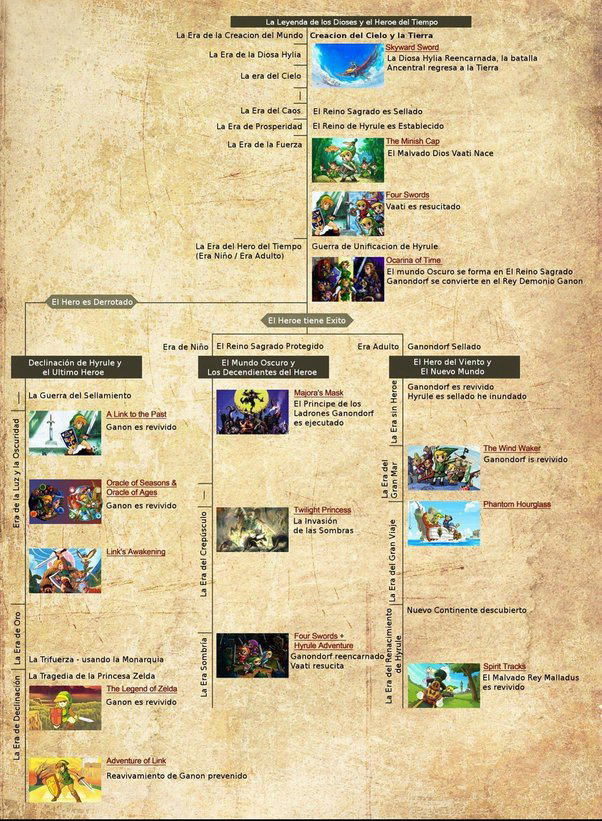 La Leyenda de los Dioses y el Heroe del Tiempo
La Era de la Creacion del Mundo
Creacion del Cielo y la Tierra
La Era de la Diosa Hylia
Skyward Sword
La Diosa Hylia Reencarnada, la batalla
Ancentral regresa a la Tierra
La era del Cielo
La Era del Caos
El Reino Sagrado es Sellado
La Era de Prosperidad
El Reino de Hyrule es Establecido
La Era de la Fuerza
The Minish Cap
El Malvado Dios Vaati Nace
Four Swords
Vaati es resucitado
La Era del Hero del Tiempo
(Era Niño / Era Adulto)
Guerra de Unificacion de Hyrule
Ocarina of Time
El mundo Oscuro se forma en El Reino Sagrado
Ganondorf se convierte en el Rey Demonio Ganon
El Hero es Derrotado
El Heroe tiene Exito
Era de Niño
El Reino Sagrado Protegido
Era Adulto
Ganondorf Sellado
Declinación de Hyrule y
el Ultimo Heroe
La Guerra del Sellamiento
Era de la Luz y la Oscuridad
A Link to the Past
Ganon es revivido
Oracle of Seasons &
Oracle of Ages
Ganon es revivido
Link's Awakening
La Era de Oro
La Trifuerza - usando la Monarquia
La Era de Declinación
La Tragedia de la Princesa Zelda
The Legend of Zelda
Ganon es revivido
Adventure of Link
Reavivamiento de Ganon prevenido
El Mundo Oscuro y
Los Decendientes del Heroe
Majora's Mask
El Principe de los
Ladrones Ganondorf
es ejecutado
La Era del Crepúsculo
Twilight Princess
La Invasión
de las Sombras
La Era Sombría
Four Swords +
Hyrule Adventure
Ganondorf reencarnado
Vaati resucita
El Hero del Viento y
El Nuevo Mundo
La Era sin Heroe
Ganondorf es revivido
Hyrule es sellado he inundado
La Era del
Gran Mar
The Wind Waker
Ganondorf is revivido
La Era del Gran Viaje
Phantom Hourglass
Nuevo Continente descubierto
La Era del Renacimiento
de Hyrule
Spirit Tracks
El Malvado Rey Malladus
es revivido